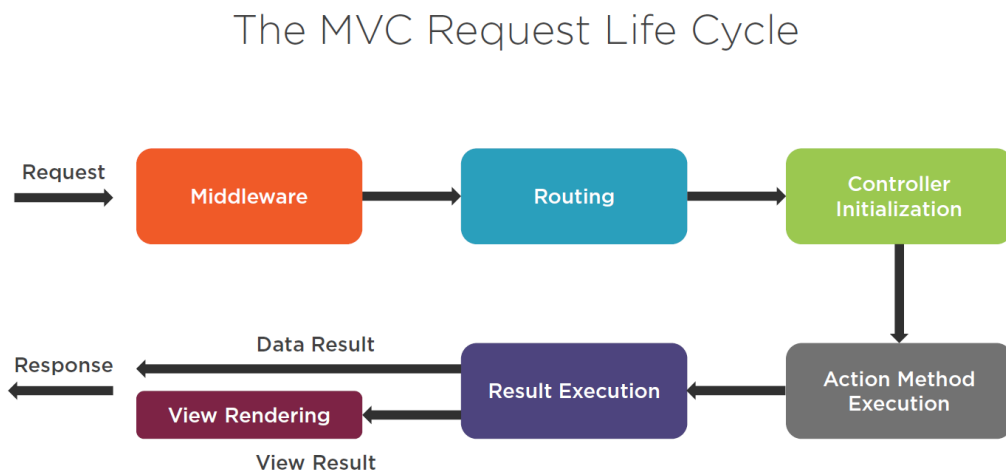 The MVC Request Life Cycle
Request
Middleware
Routing
Controller
Initialization
Response
Data Result
View Rendering
View Result
Result Execution
Action Method
Execution